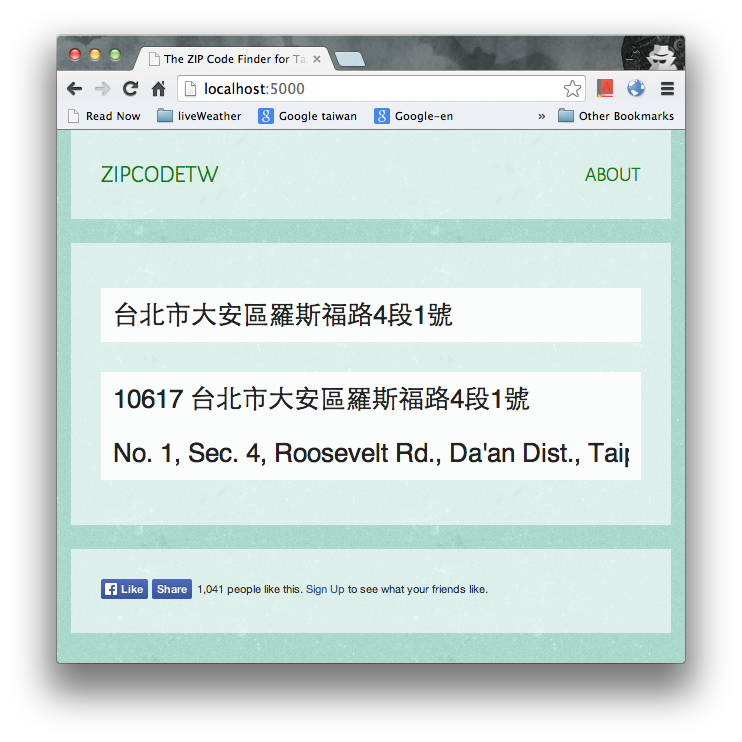 The ZIP Code Finder for Ta
localhost:5000
Read Now liveWeather Google taiwan Google-en » Other Bookmarks
ZIPCODETW ABOUT
台北市大安區羅斯福路4段1號
10617 台北市大安區羅斯福路4段1號
No. 1, Sec. 4, Roosevelt Rd., Da'an Dist., Taip
Like Share 1,041 people like this. Sign Up to see what your friends like.